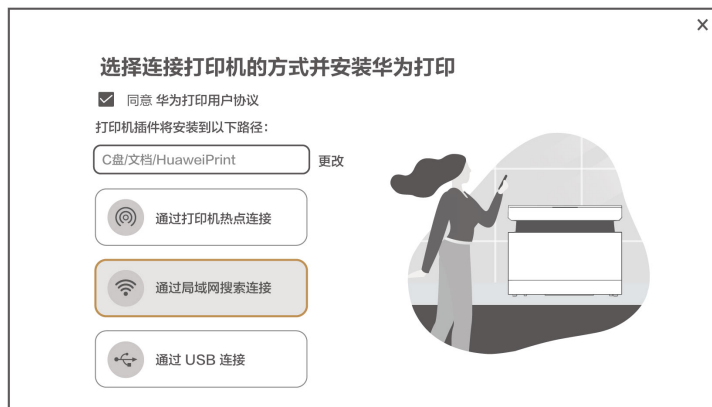 选择连接打印机的方式并安装华为打印
同意 华为打印用户协议
打印机插件将安装到以下路径：
C盘/文档/HuaweiPrint 更改
通过打印机热点连接
通过局域网搜索连接
通过 USB 连接